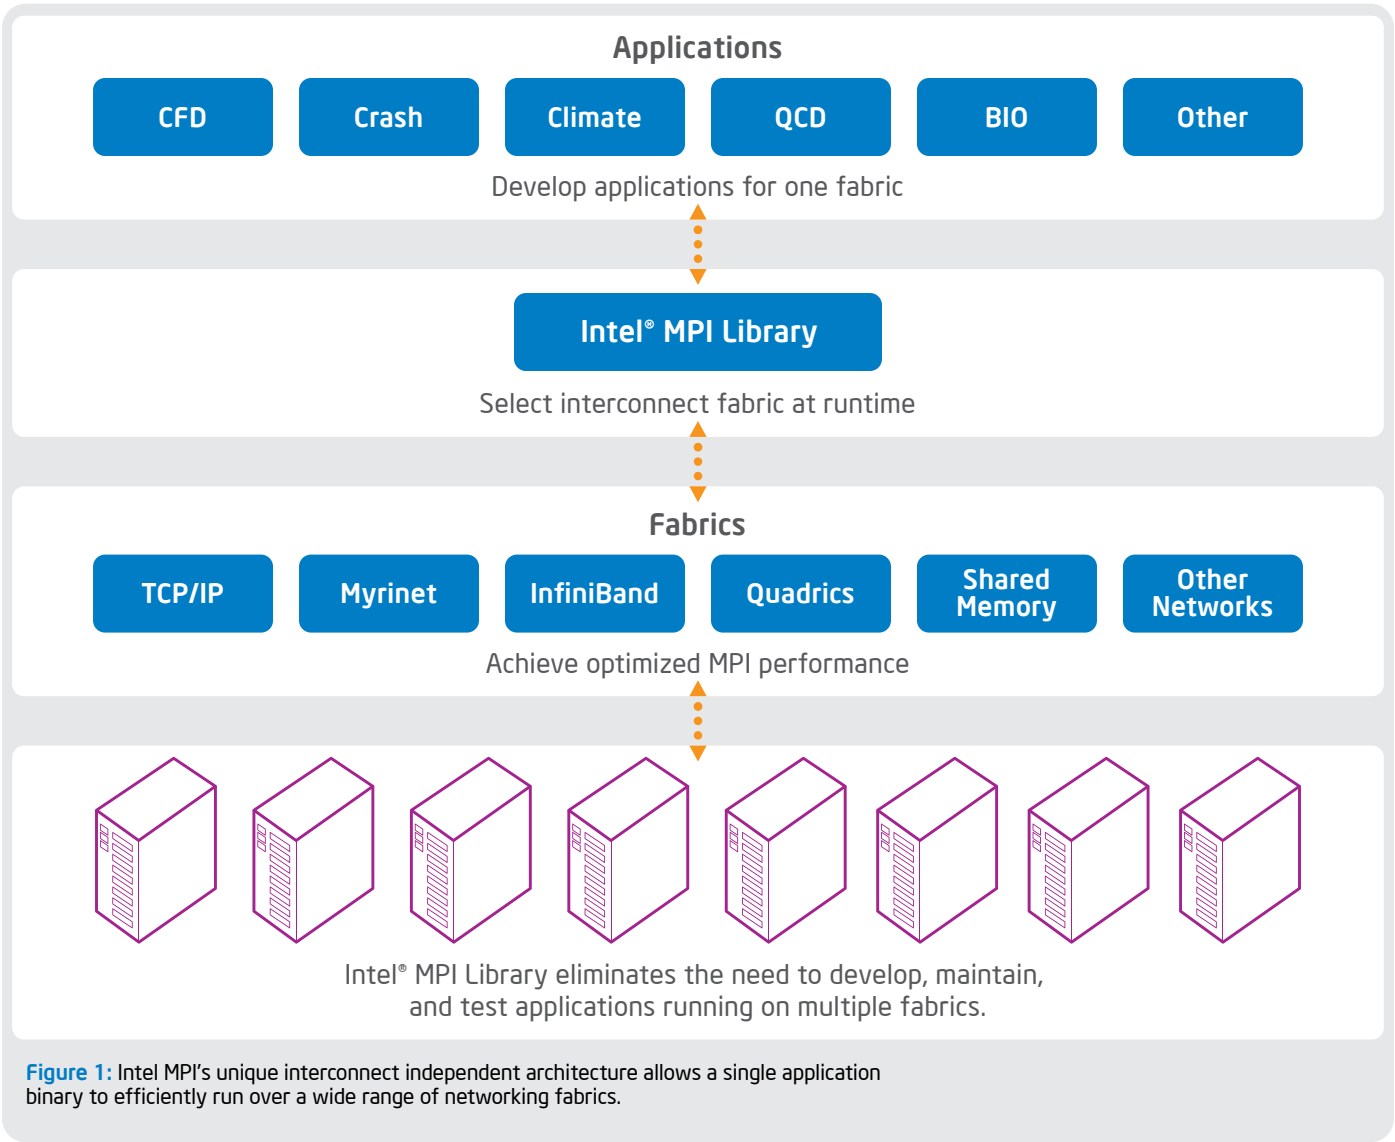 Applications
CFD
Crash
Climate
QCD
BIO
Other
Develop applications for one fabric
Intel® MPI Library
Select interconnect fabric at runtime
Fabrics
TCP/IP
Myrinet
InfiniBand
Quadrics
Shared
Memory
Other
Networks
Achieve optimized MPI performance
Intel® MPI Library eliminates the need to develop, maintain,
and test applications running on multiple fabrics.
Figure 1: Intel MPI's unique interconnect independent architecture allows a single application
binary to efficiently run over a wide range of networking fabrics.